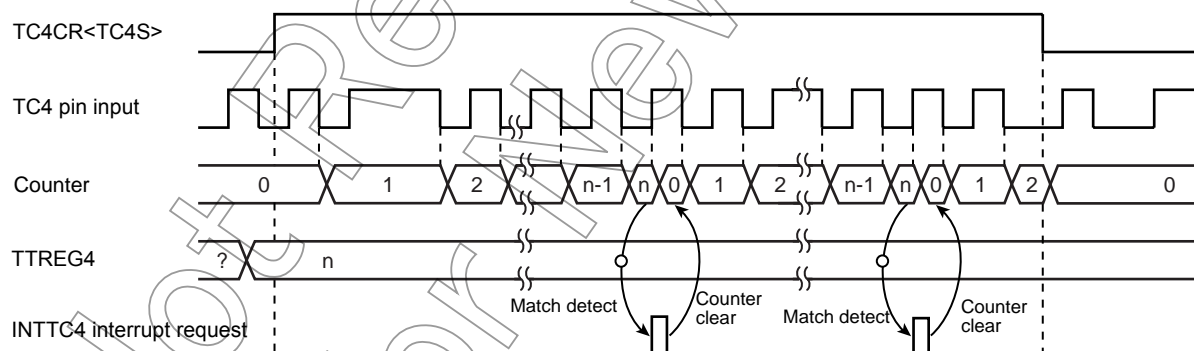 TC4CR<TC4S>
TC4 pin input
Counter 0 1 2 n-1 n 0 1 2 n-1 n 0 1 2 0
TTREG4 ? n
Match detect Counter clear Match detect Counter clear
INTTC4 interrupt request